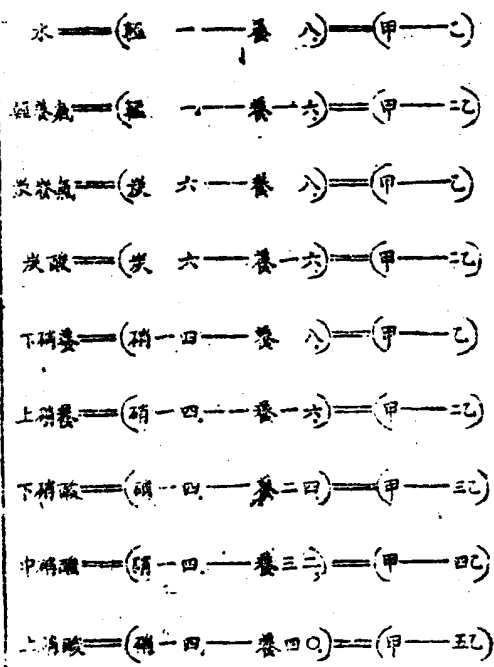 水══(輕 一──養 八)══(甲──乙)
輕養氣══(輕 一──養一六)══(甲──二乙)
炭養氣══(炭 六──養 八)══(甲──乙)
炭酸══(炭 六──養一六)══(甲──二乙)
下硝養══(硝一四──養 八)══(甲──乙)
上硝養══(硝一四──養一六)══(甲──二乙)
下硝酸══(硝一四──養二四)══(甲──三乙)
中硝酸══(硝一四──養三二)══(甲──四乙)
上硝酸══(硝一四──養四〇)══(甲──五乙)